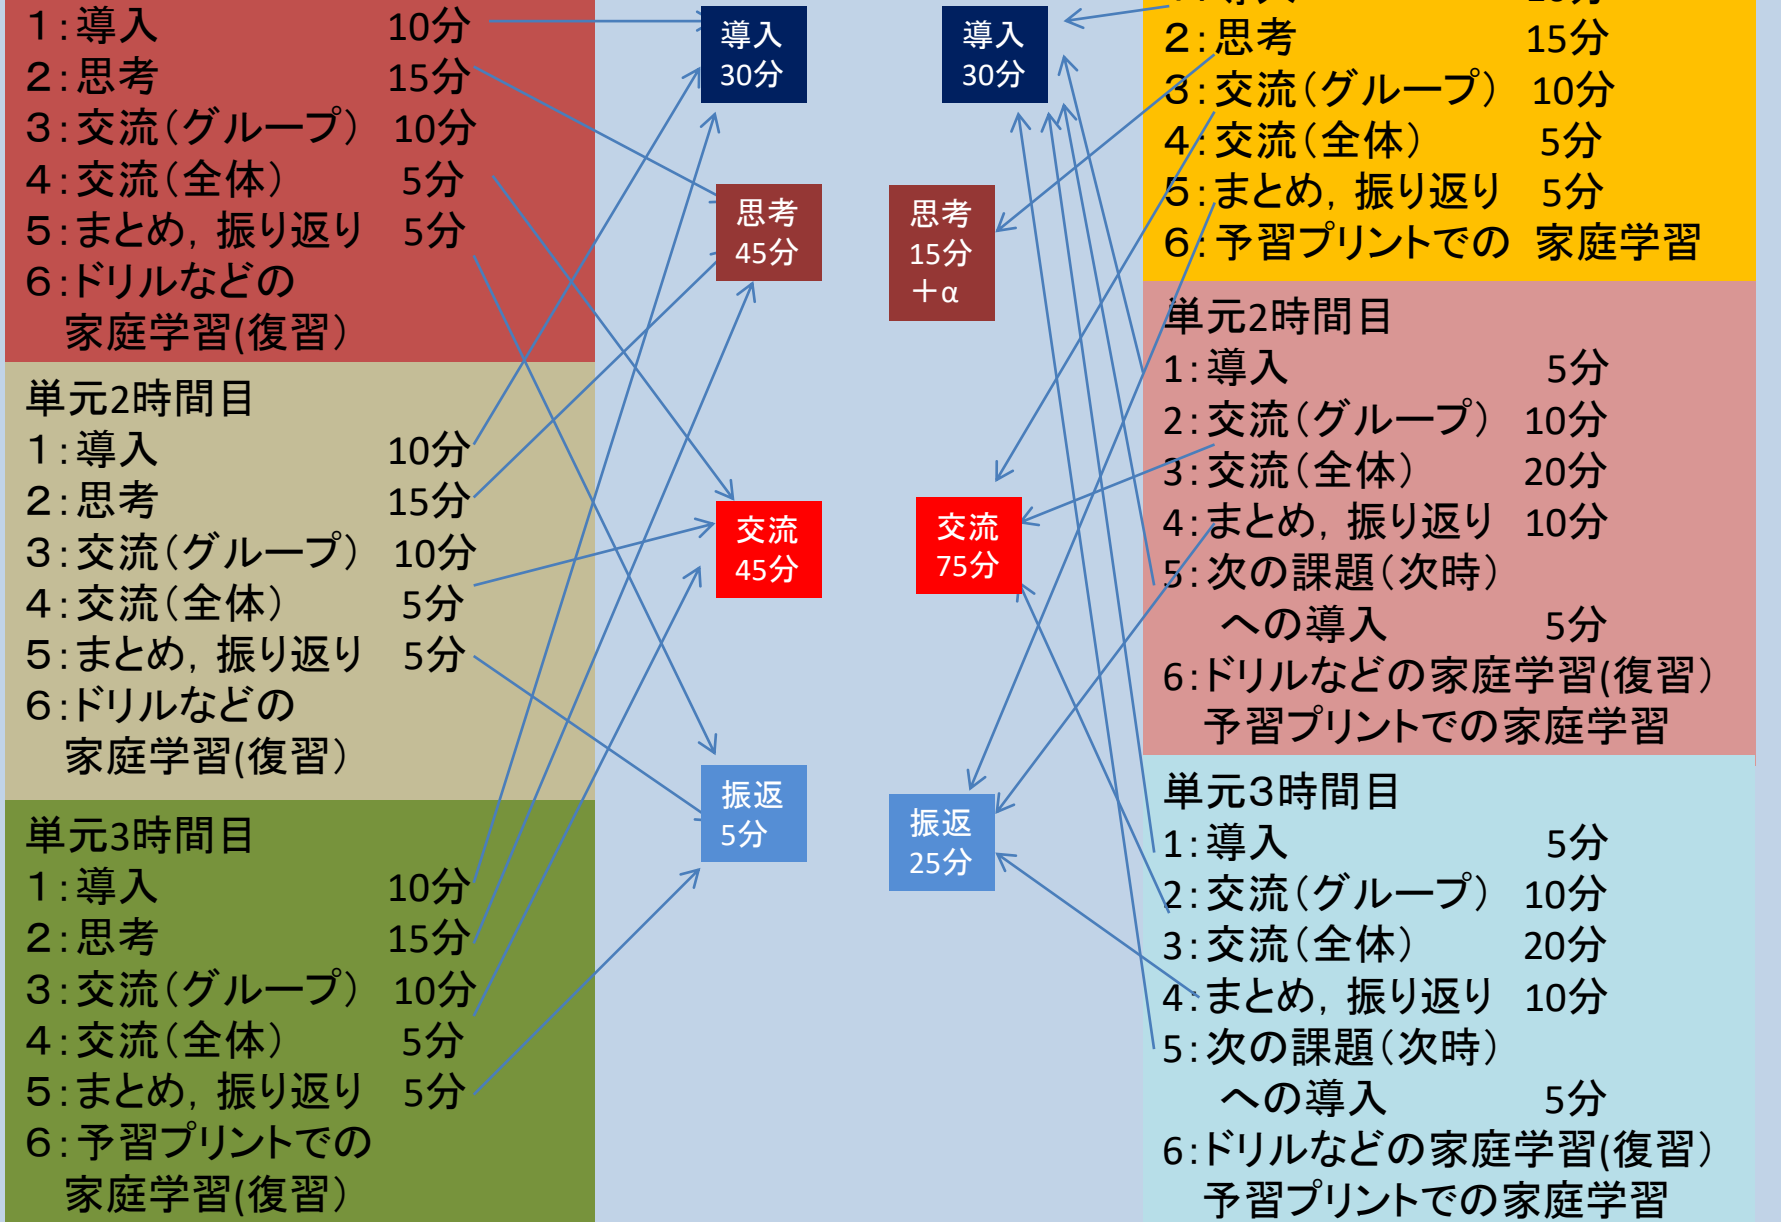 1:導入 10分
2:思考 15分
3:交流(グループ) 10分
4:交流(全体) 5分
5:まとめ,振り返り 5分
6:ドリルなどの
家庭学習(復習)
単元2時間目
1:導入 10分
2:思考 15分
3:交流(グループ) 10分
4:交流(全体) 5分
5:まとめ,振り返り 5分
6:ドリルなどの
家庭学習(復習)
単元3時間目
1:導入 10分
2:思考 15分
3:交流(グループ) 10分
4:交流(全体) 5分
5:まとめ,振り返り 5分
6:予習プリントでの
家庭学習(復習)
導入
30分
思考
45分
交流
45分
振返
5分
導入
30分
思考
15分
+α
交流
75分
振返
25分
2:思考 15分
3:交流(グループ) 10分
4:交流(全体) 5分
5:まとめ,振り返り 5分
6:予習プリントでの 家庭学習
単元2時間目
1:導入 5分
2:交流(グループ) 10分
3:交流(全体) 20分
4:まとめ,振り返り 10分
5:次の課題(次時)
への導入 5分
6:ドリルなどの家庭学習(復習)
予習プリントでの家庭学習
単元3時間目
1:導入 5分
2:交流(グループ) 10分
3:交流(全体) 20分
4:まとめ,振り返り 10分
5:次の課題(次時)
への導入 5分
6:ドリルなどの家庭学習(復習)
予習プリントでの家庭学習